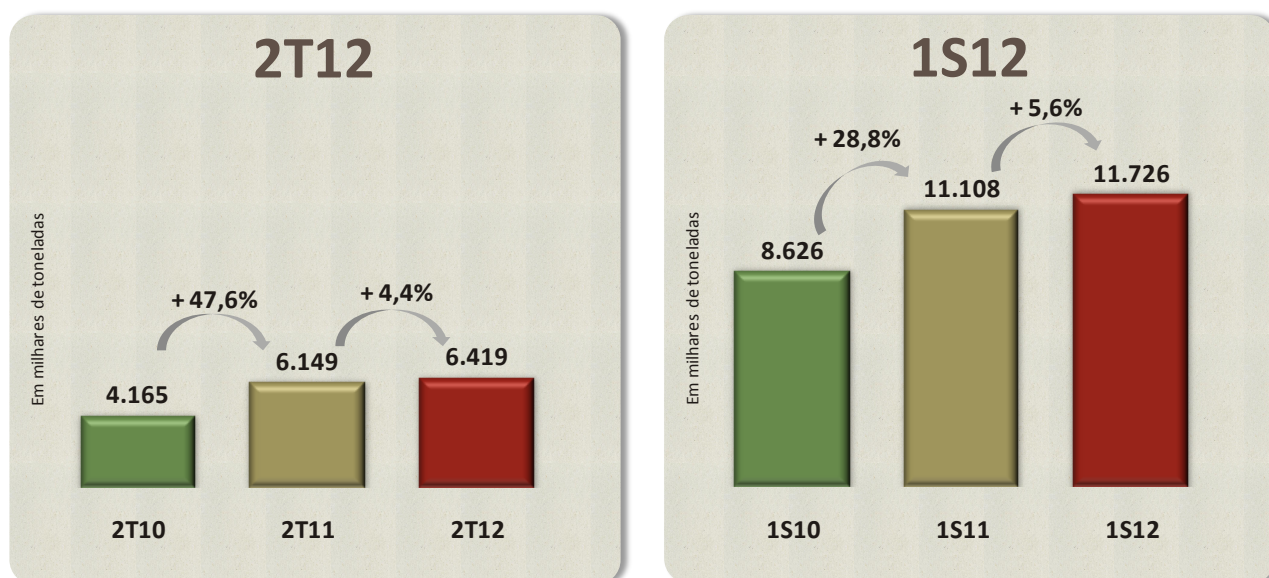 2T12
Em milhares de toneladas
+ 47,6%
+ 4,4%
4.165
6.149
6.419
2T10
2T11
2T12
1S12
Em milhares de toneladas
+ 28,8%
+ 5,6%
8.626
11.108
11.726
1S10
1S11
1S12